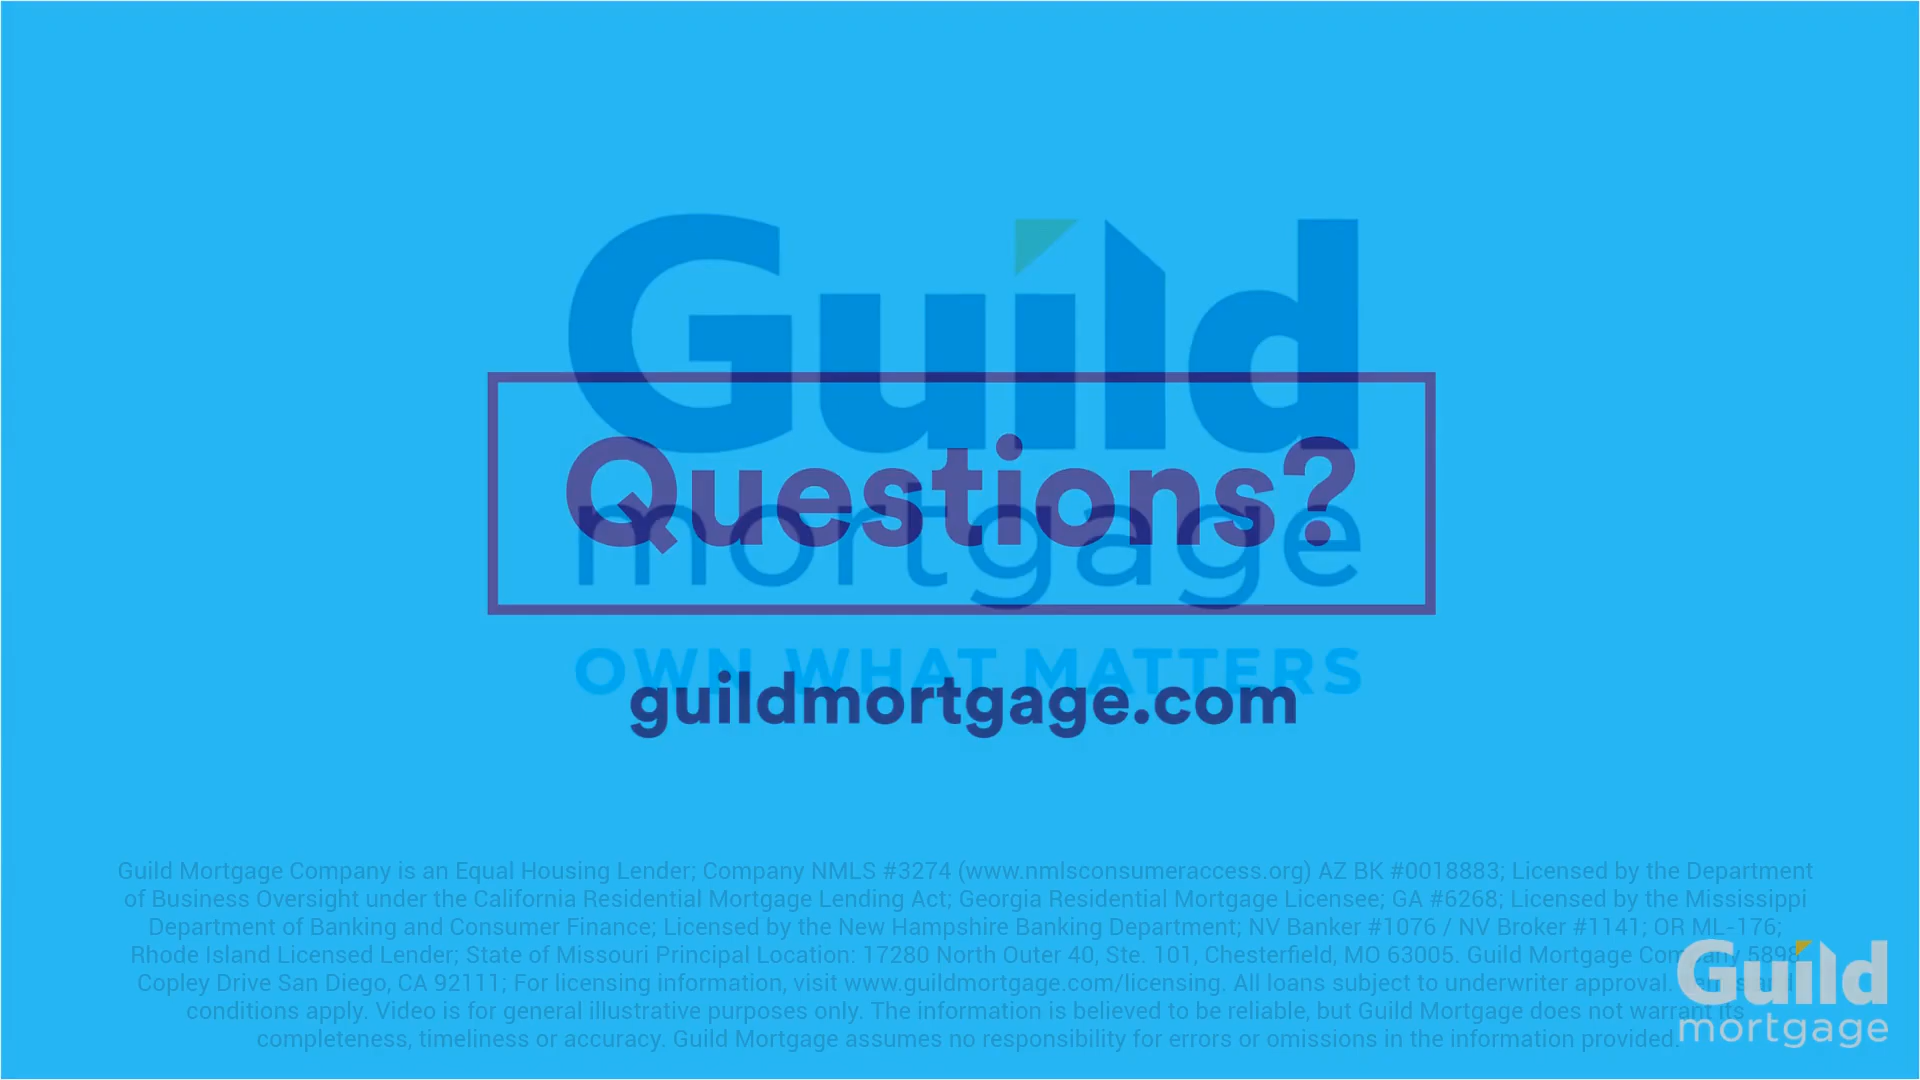 Guild
Questions?
mortgage
OWN WHAT MATTERS
guildmortgage.com
Guild Mortgage Company is an Equal Housing Lender; Company NMLS #3274 (www.nmlsconsumeraccess.org) AZ BK #0018883; Licensed by the Department
of Business Oversight under the California Residential Mortgage Lending Act; Georgia Residential Mortgage Licensee; GA #6268; Licensed by the Mississippi
Department of Banking and Consumer Finance; Licensed by the New Hampshire Banking Department; NV Banker #1076 / NV Broker #1141; OR ML-176;
Rhode Island Licensed Lender; State of Missouri Principal Location: 17280 North Outer 40, Ste. 101, Chesterfield, MO 63005. Guild Mortgage Company 5898
Copley Drive San Diego, CA 92111; For licensing information, visit www.guildmortgage.com/licensing. All loans subject to underwriter approval. Terms and
conditions apply. Video is for general illustrative purposes only. The information is believed to be reliable, but Guild Mortgage does not warrant its
completeness, timeliness or accuracy. Guild Mortgage assumes no responsibility for errors or omissions in the information provided.
Guild
mortgage